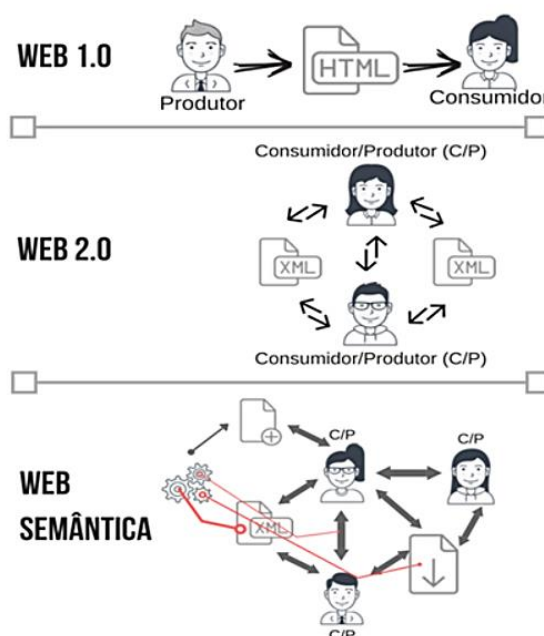 WEB 1.0
HTML
Produtor
Consumidor
Consumidor/Produtor (C/P)
WEB 2.0
XML
XML
Consumidor/Produtor (C/P)
C/P
C/P
WEB
SEMÂNTICA
XML
C/P